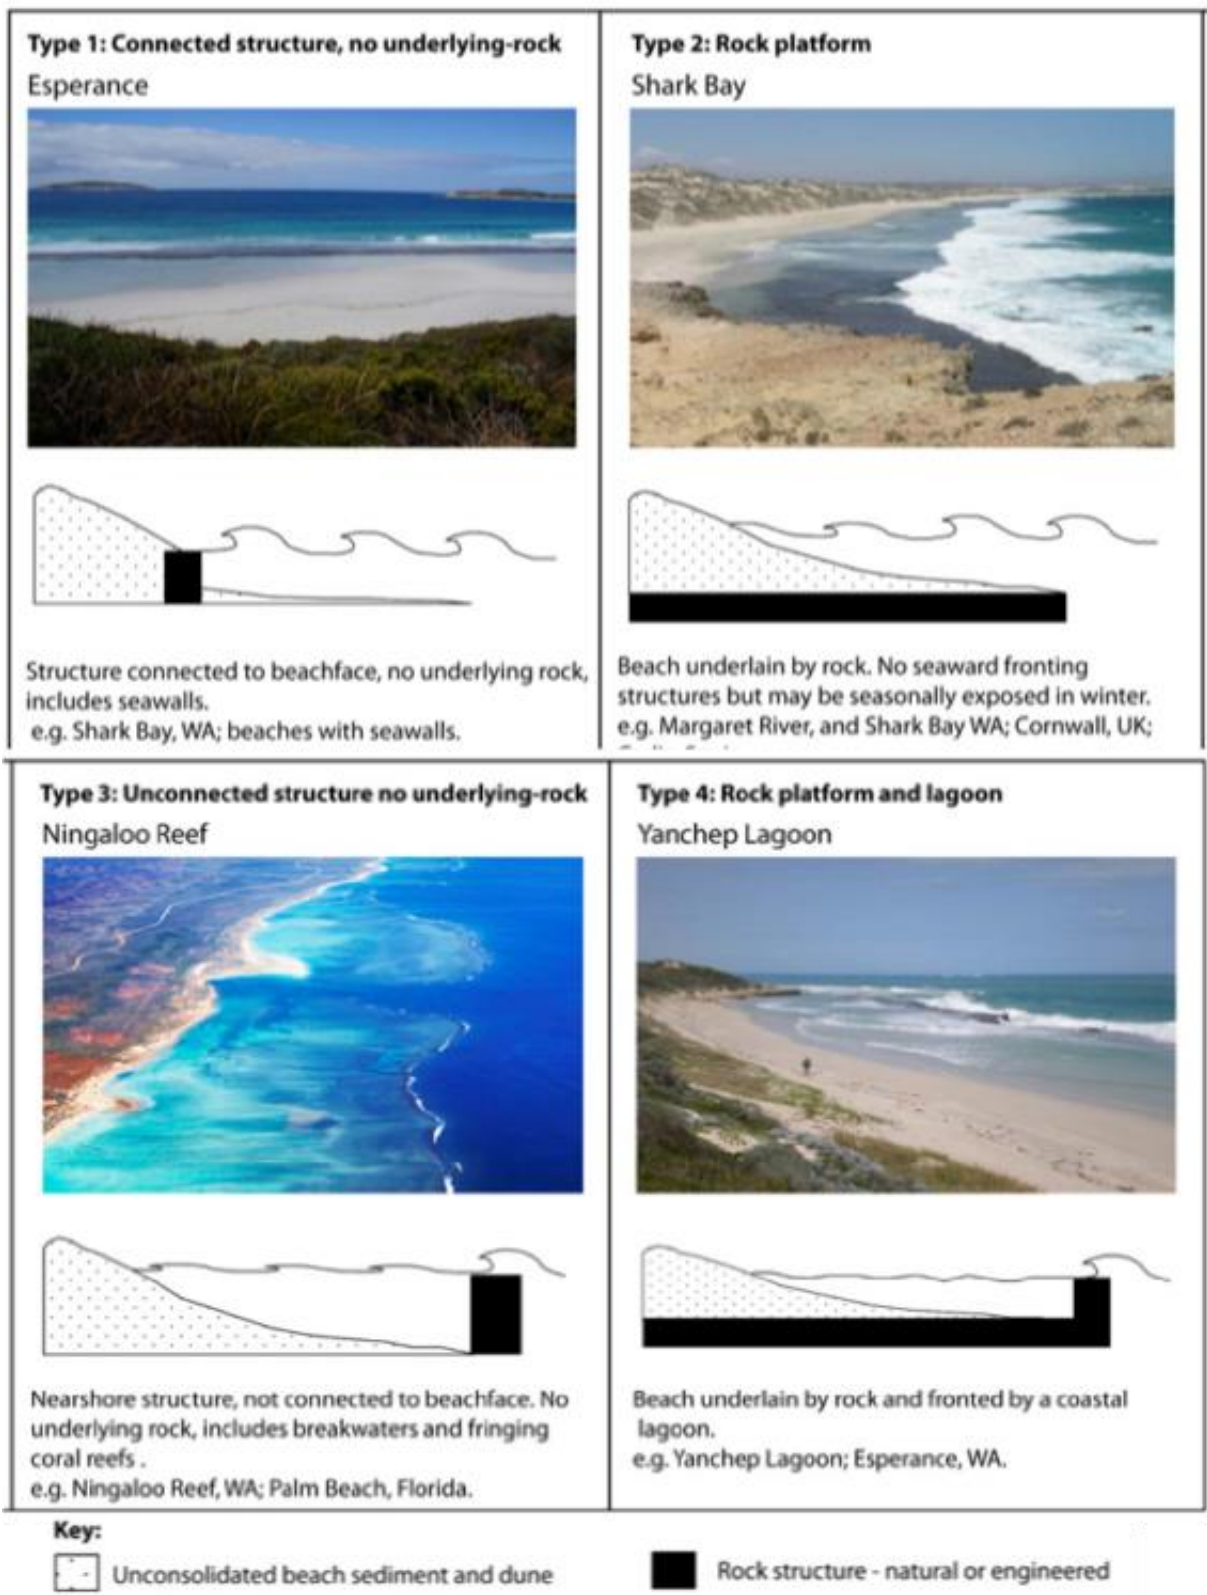 Type 1: Connected structure, no underlying-rock
Esperance
Structure connected to beachface, no underlying rock,
includes seawalls.
e.g. Shark Bay, WA; beaches with seawalls.
Type 2: Rock platform
Shark Bay
Beach underlain by rock. No seaward fronting
structures but may be seasonally exposed in winter.
e.g. Margaret River, and Shark Bay WA; Cornwall, UK;
Type 3: Unconnected structure no underlying-rock
Ningaloo Reef
Nearshore structure, not connected to beachface. No
underlying rock, includes breakwaters and fringing
coral reefs .
e.g. Ningaloo Reef, WA; Palm Beach, Florida.
Type 4: Rock platform and lagoon
Yanchep Lagoon
Beach underlain by rock and fronted by a coastal
lagoon.
e.g. Yanchep Lagoon; Esperance, WA.
Key:
Unconsolidated beach sediment and dune
Rock structure - natural or engineered